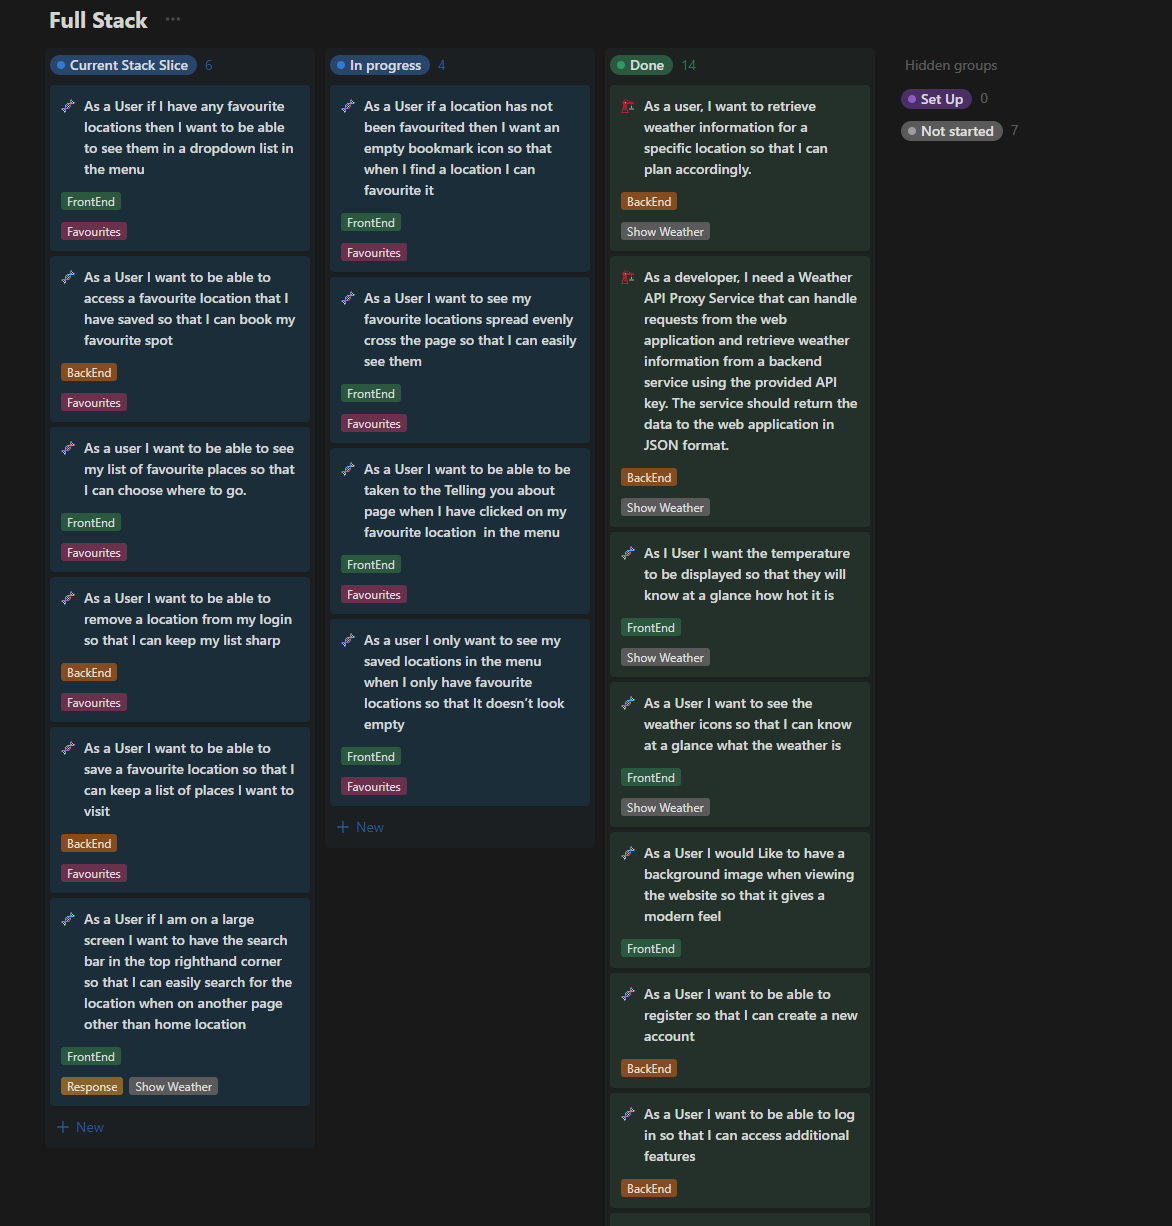 Full Stack
Current Stack Slice 6
As a User if I have any favourite
locations then I want to be able
to see them in a dropdown list in
the menu
FrontEnd
Favourites
As a User I want to be able to
access a favourite location that I
have saved so that I can book my
favourite spot
BackEnd
Favourites
As a user I want to be able to see
my list of favourite places so that
I can choose where to go.
FrontEnd
Favourites
As a User I want to be able to
remove a location from my login
so that I can keep my list sharp
BackEnd
Favourites
As a User I want to be able to
save a favourite location so that I
can keep a list of places I want to
visit
BackEnd
Favourites
As a User if I am on a large
screen I want to have the search
bar in the top righthand corner
so that I can easily search for the
location when on another page
other than home location
FrontEnd
Response Show Weather
+ New
In progress 4
As a User if a location has not
been favourited then I want an
empty bookmark icon so that
when I find a location I can
favourite it
FrontEnd
Favourites
As a User I want to see my
favourite locations spread evenly
cross the page so that I can easily
see them
FrontEnd
Favourites
As a User I want to be able to be
taken to the Telling you about
page when I have clicked on my
favourite location  in the menu
FrontEnd
Favourites
As a user I only want to see my
saved locations in the menu
when I only have favourite
locations so that It doesn’t look
empty
FrontEnd
Favourites
+ New
Done 14
As a user, I want to retrieve
weather information for a
specific location so that I can
plan accordingly.
BackEnd
Show Weather
As a developer, I need a Weather
API Proxy Service that can handle
requests from the web
application and retrieve weather
information from a backend
service using the provided API
key. The service should return the
data to the web application in
JSON format.
BackEnd
Show Weather
As I User I want the temperature
to be displayed so that they will
know at a glance how hot it is
FrontEnd
Show Weather
As a User I want to see the
weather icons so that I can know
at a glance what the weather is
FrontEnd
Show Weather
As a User I would Like to have a
background image when viewing
the website so that it gives a
modern feel
FrontEnd
As a User I want to be able to
register so that I can create a new
account
BackEnd
As a User I want to be able to log
in so that I can access additional
features
BackEnd
Hidden groups
Set Up 0
Not started 7